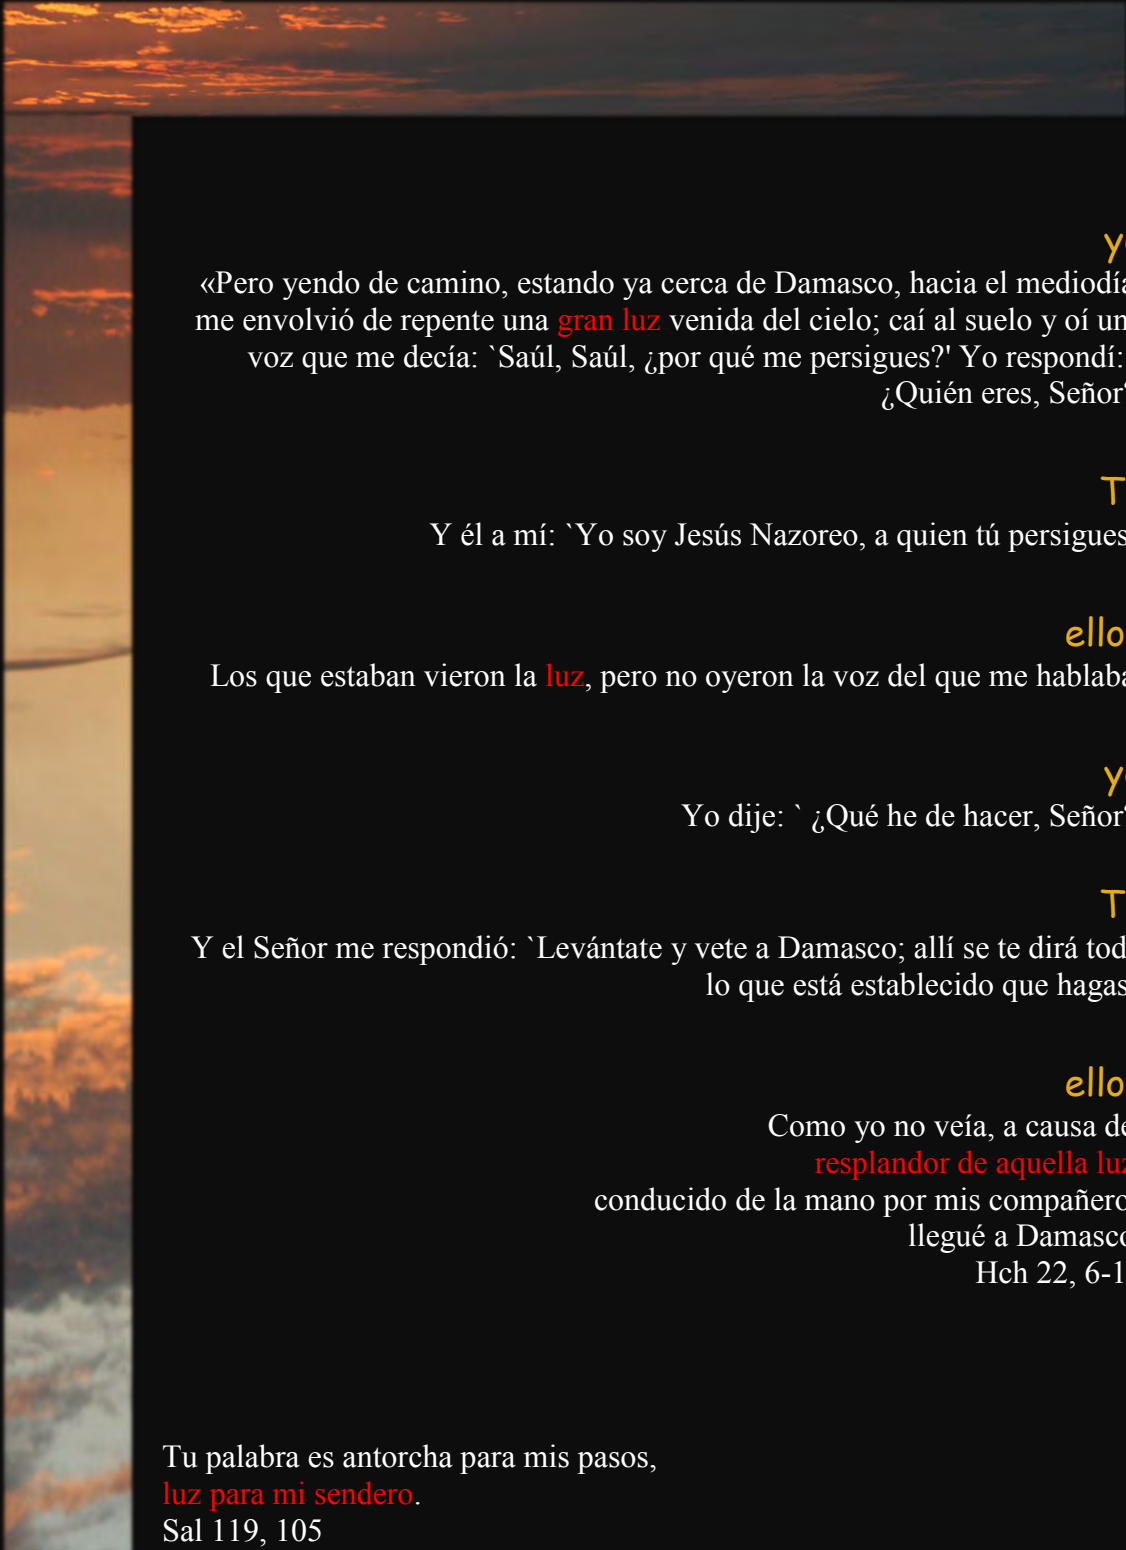 y
«Pero yendo de camino, estando ya cerca de Damasco, hacia el mediodía
me envolvió de repente una gran luz venida del cielo; caí al suelo y oí un
voz que me decía: `Saúl, Saúl, ¿por qué me persigues?' Yo respondí:
¿Quién eres, Señor?
T
Y él a mí: `Yo soy Jesús Nazoreo, a quien tú persigues
ello
Los que estaban vieron la luz, pero no oyeron la voz del que me hablaba
y
Yo dije: ` ¿Qué he de hacer, Señor?
T
Y el Señor me respondió: `Levántate y vete a Damasco; allí se te dirá tod
lo que está establecido que hagas
ello
Como yo no veía, a causa de
resplandor de aquella luz
conducido de la mano por mis compañero
llegué a Damasco
Hch 22, 6-1
Tu palabra es antorcha para mis pasos,
luz para mi sendero.
Sal 119, 105